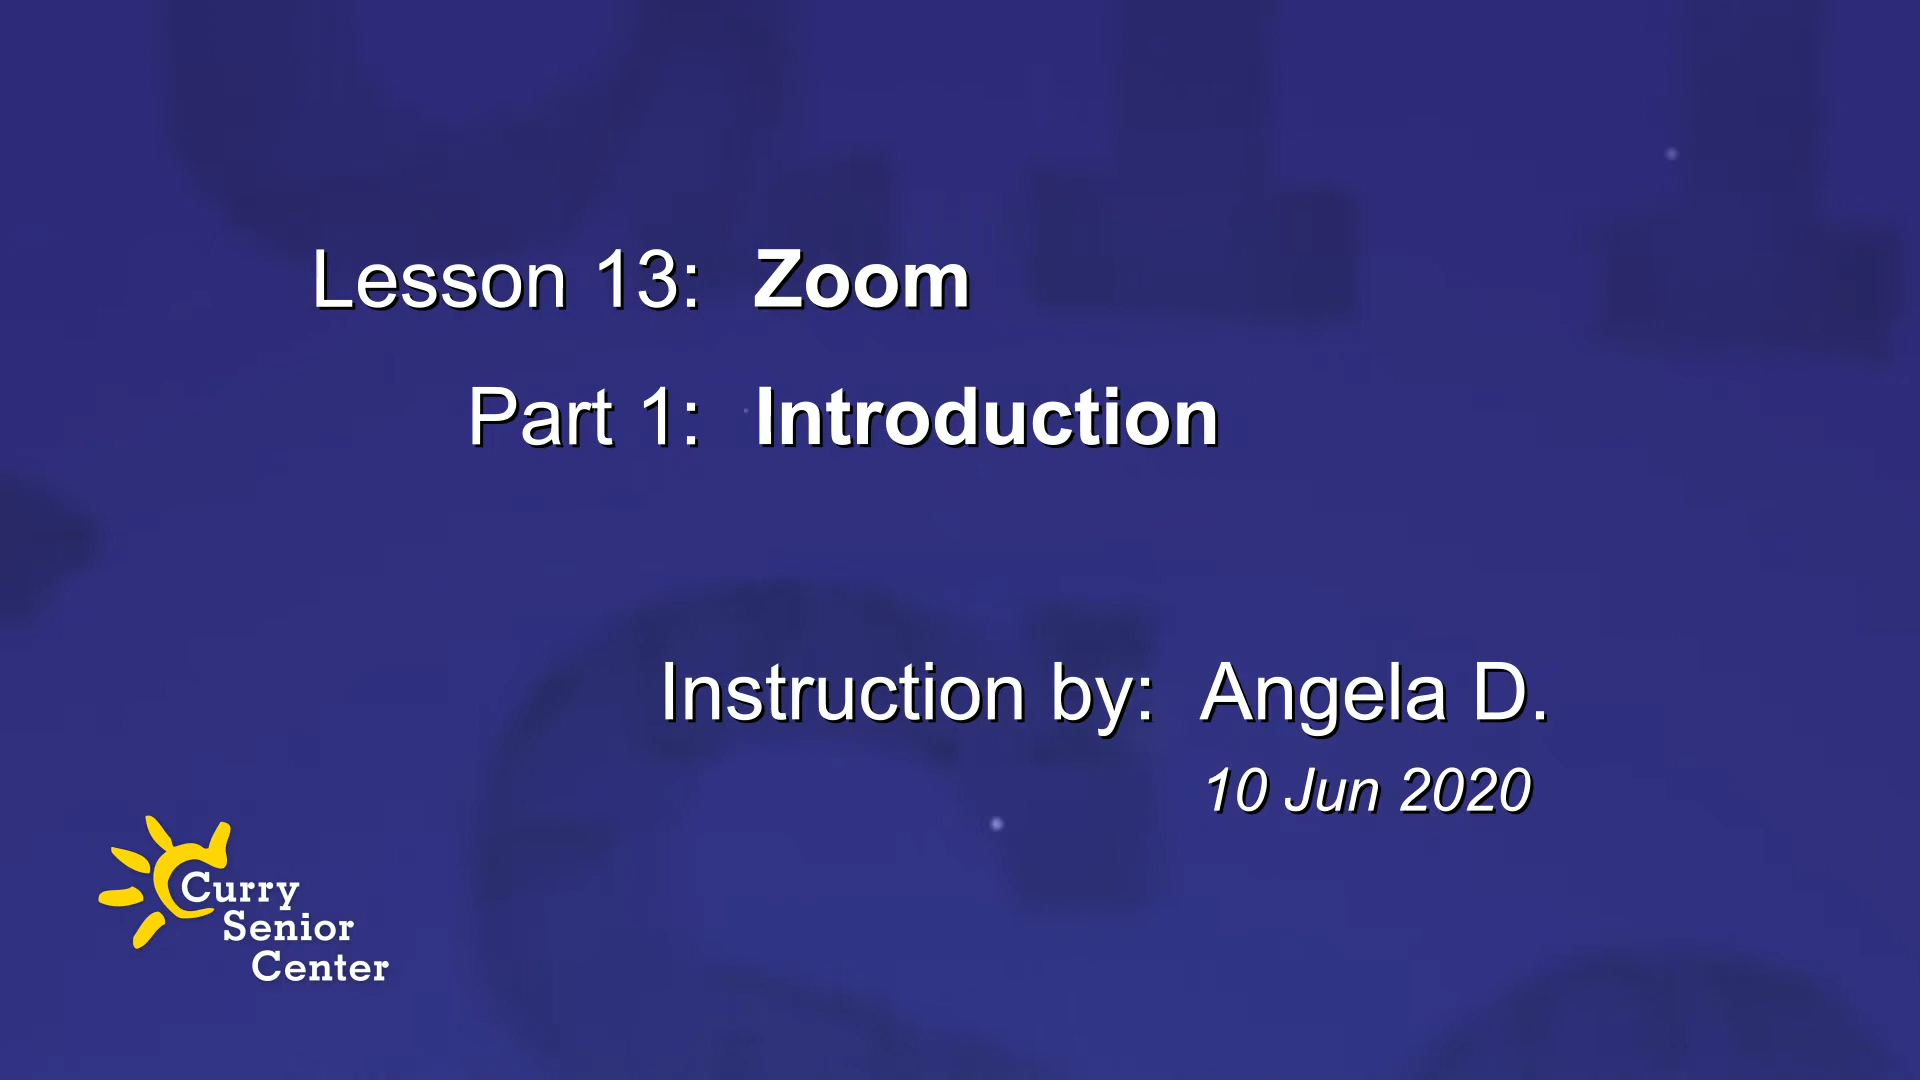 Lesson 13: Zoom
Part 1: Introduction
Instruction by: Angela D.
10 Jun 2020
Curry
Senior
Center